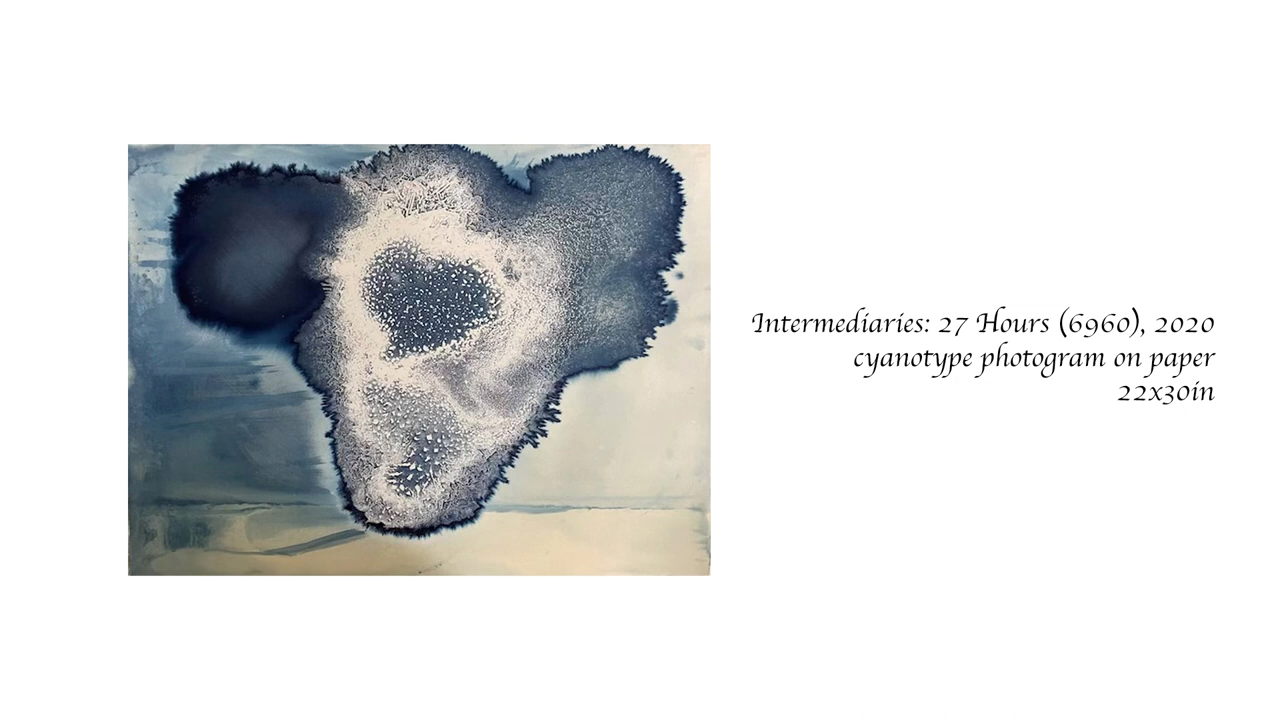 Intermediaries: 27 Hours (6960), 2020
cyanotype photogram on paper
22x30in